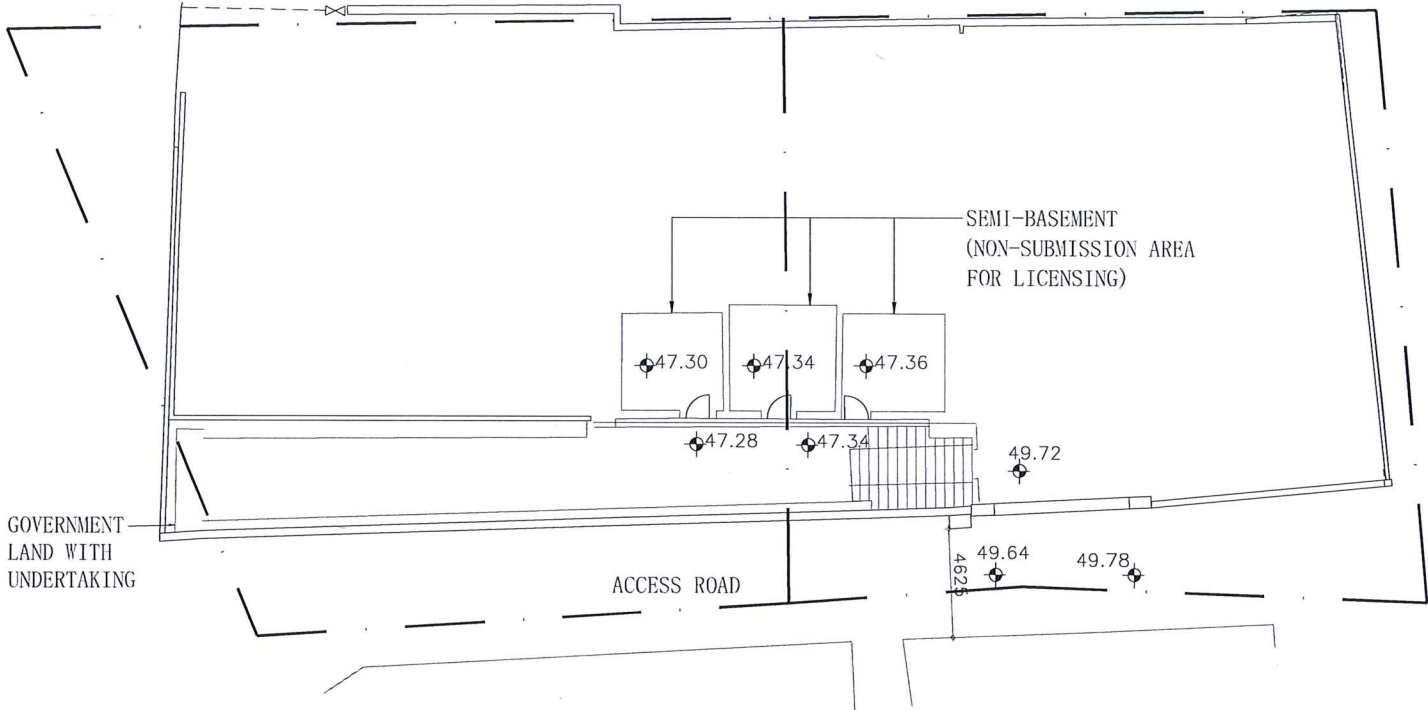 SEMI-BASEMENT
(NON-SUBMISSION AREA
FOR LICENSING)
47.30
47.34
47.36
47.28
47.34
49.72
GOVERNMENT
LAND WITH
UNDERTAKING
ACCESS ROAD
4625
49.64
49.78